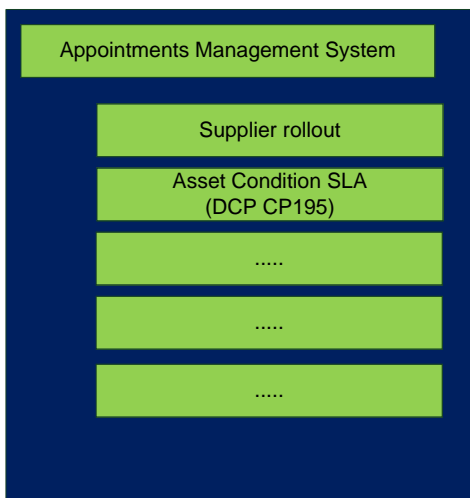 Appointments Management System
Supplier rollout
Asset Condition SLA
(DCP CP195)
.....
.....
.....